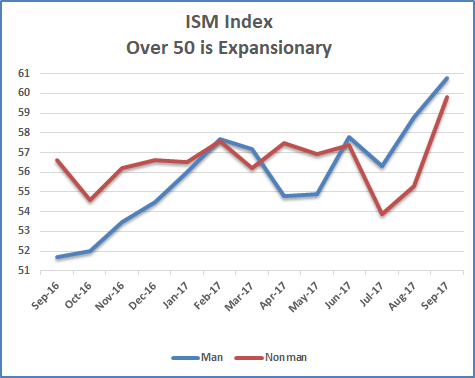 ISM Index
Over 50 is Expansionary
61
60
59
58
57
56
55
54
53
52
51
Sep-16 Oct-16 Nov-16 Dec-16 Jan-17 Feb-17 Mar-17 Apr-17 May-17 Jun-17 Jul-17 Aug-17 Sep-17
Man Nonman